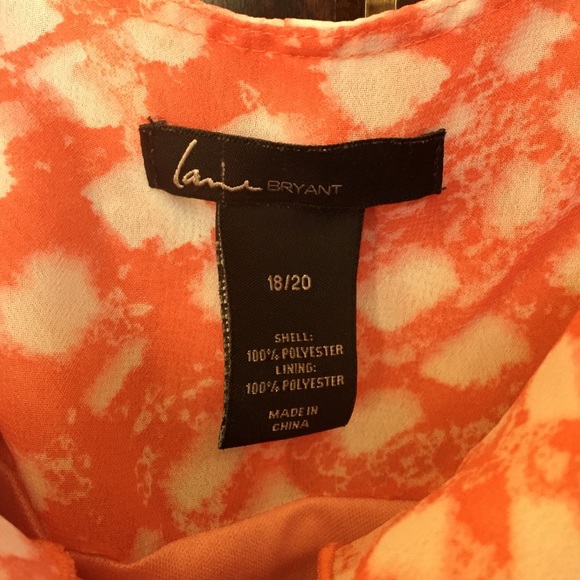 Lane BRYANT
18/20
SHELL:
100% POLYESTER
LINING:
100% POLYESTER
MADE IN
CHINA